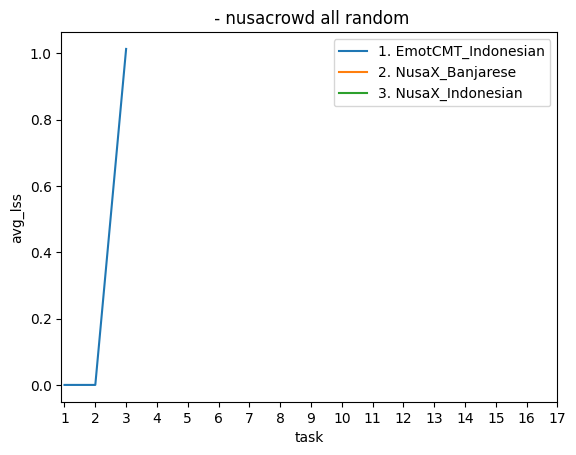 - nusacrowd all random
1. EmotCMT_Indonesian
2. NusaX_Banjarese
3. NusaX_Indonesian
avg_lss
1.0
0.8
0.6
0.4
0.2
0.0
1 2 3 4 5 6 7 8 9 10 11 12 13 14 15 16 17
task